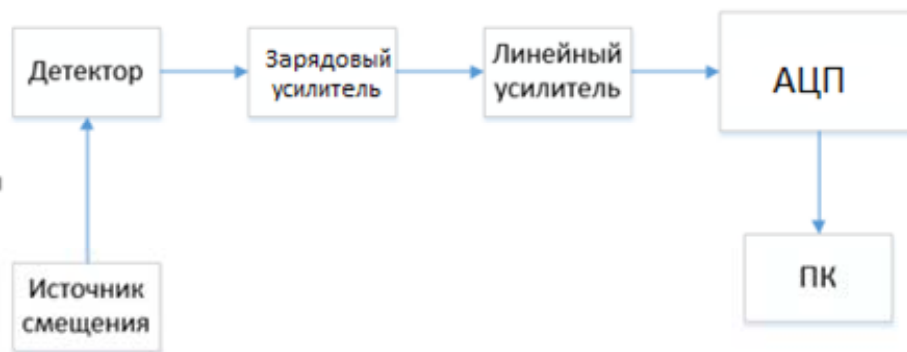 Детектор
Зарядовый
усилитель
Линейный
усилитель
АЦП
Источник
смещения
ПК